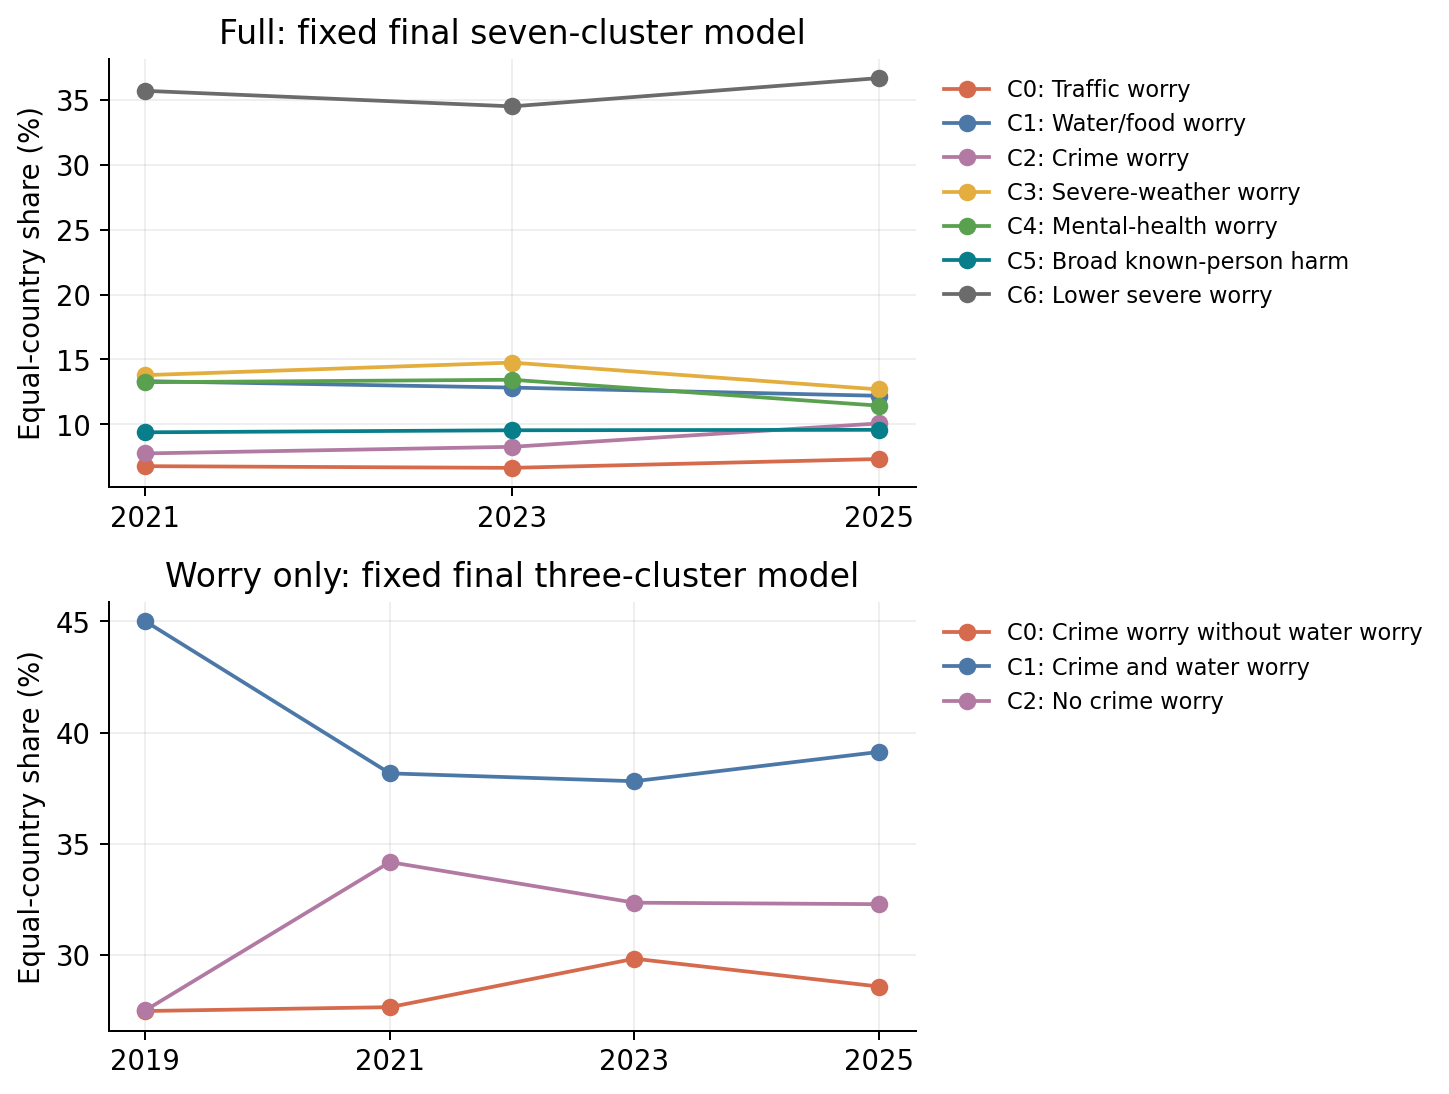 Full: fixed final seven-cluster model
Equal-country share (%)
35
30
25
20
15
10
2021
2023
2025
C0: Traffic worry
C1: Water/food worry
C2: Crime worry
C3: Severe-weather worry
C4: Mental-health worry
C5: Broad known-person harm
C6: Lower severe worry
Worry only: fixed final three-cluster model
Equal-country share (%)
45
40
35
30
2019
2021
2023
2025
C0: Crime worry without water worry
C1: Crime and water worry
C2: No crime worry